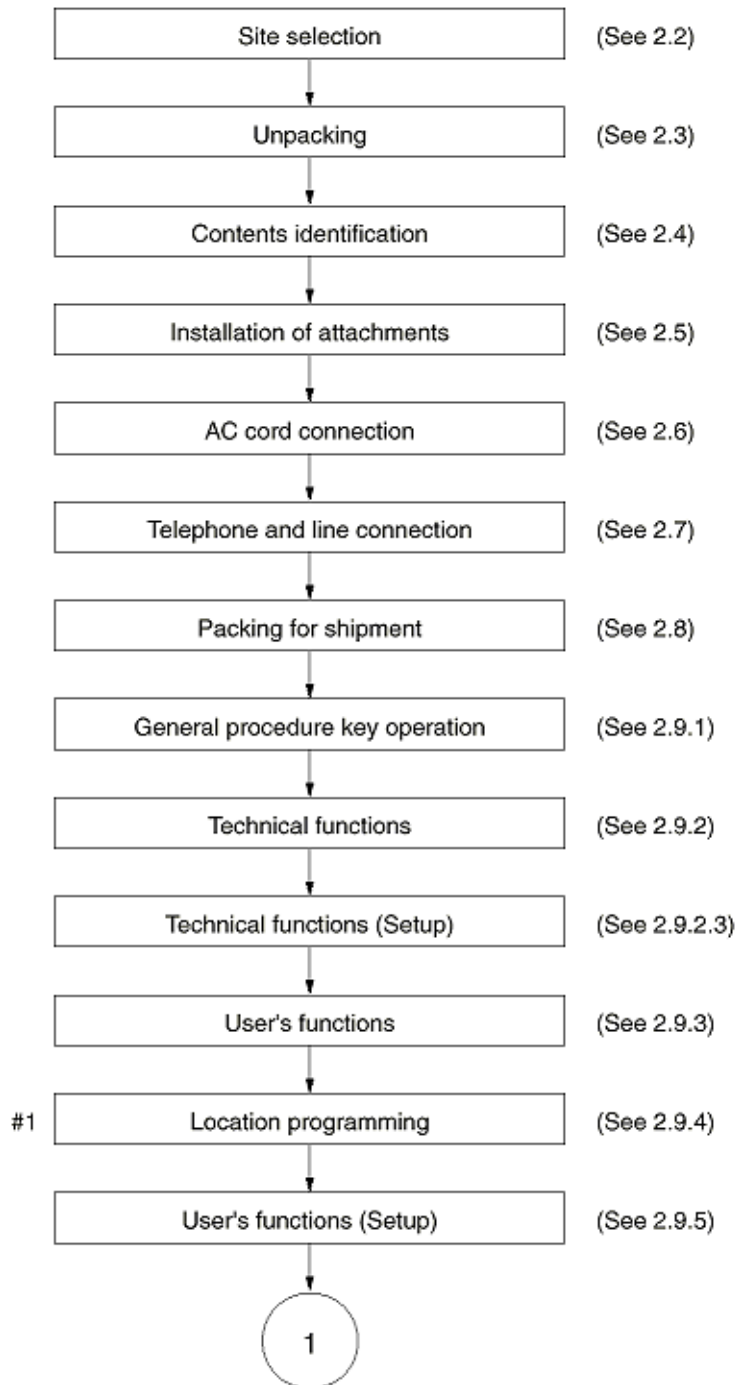 Site selection (See 2.2)
Unpacking (See 2.3)
Contents identification (See 2.4)
Installation of attachments (See 2.5)
AC cord connection (See 2.6)
Telephone and line connection (See 2.7)
Packing for shipment (See 2.8)
General procedure key operation (See 2.9.1)
Technical functions (See 2.9.2)
Technical functions (Setup) (See 2.9.2.3)
User's functions (See 2.9.3)
#1 Location programming (See 2.9.4)
User's functions (Setup) (See 2.9.5)
1